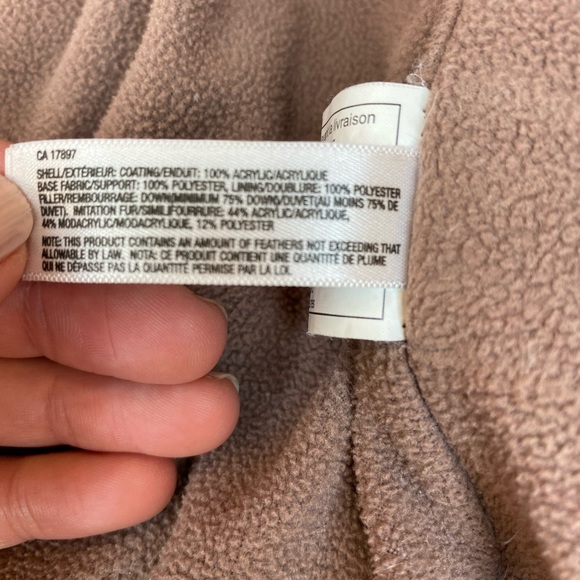 à livraison
CA 17897
SHELL/EXTÉRIEUR: COATING/ENDUIT: 100% ACRYLIC/ACRYLIQUE
BASE FABRIC/SUPPORT: 100% POLYESTER, LINING/DOUBLURE: 100% POLYESTER
FILLER/REMBOURRAGE: DOWN/MINIMUM 75% DOWN/DUVET(AU MOINS 75% DE
DUVET). IMITATION FUR/SIMILIFOURRURE: 44% ACRYLIC/ACRYLIQUE,
44% MODACRYLIC/MODACRYLIQUE, 12% POLYESTER
NOTE: THIS PRODUCT CONTAINS AN AMOUNT OF FEATHERS NOT EXCEEDING THAT
ALLOWABLE BY LAW. NOTA: CE PRODUIT CONTIENT UNE QUANTITÉ DE PLUME
QUI NE DÉPASSE PAS LA QUANTITÉ PERMISE PAR LA LOI.